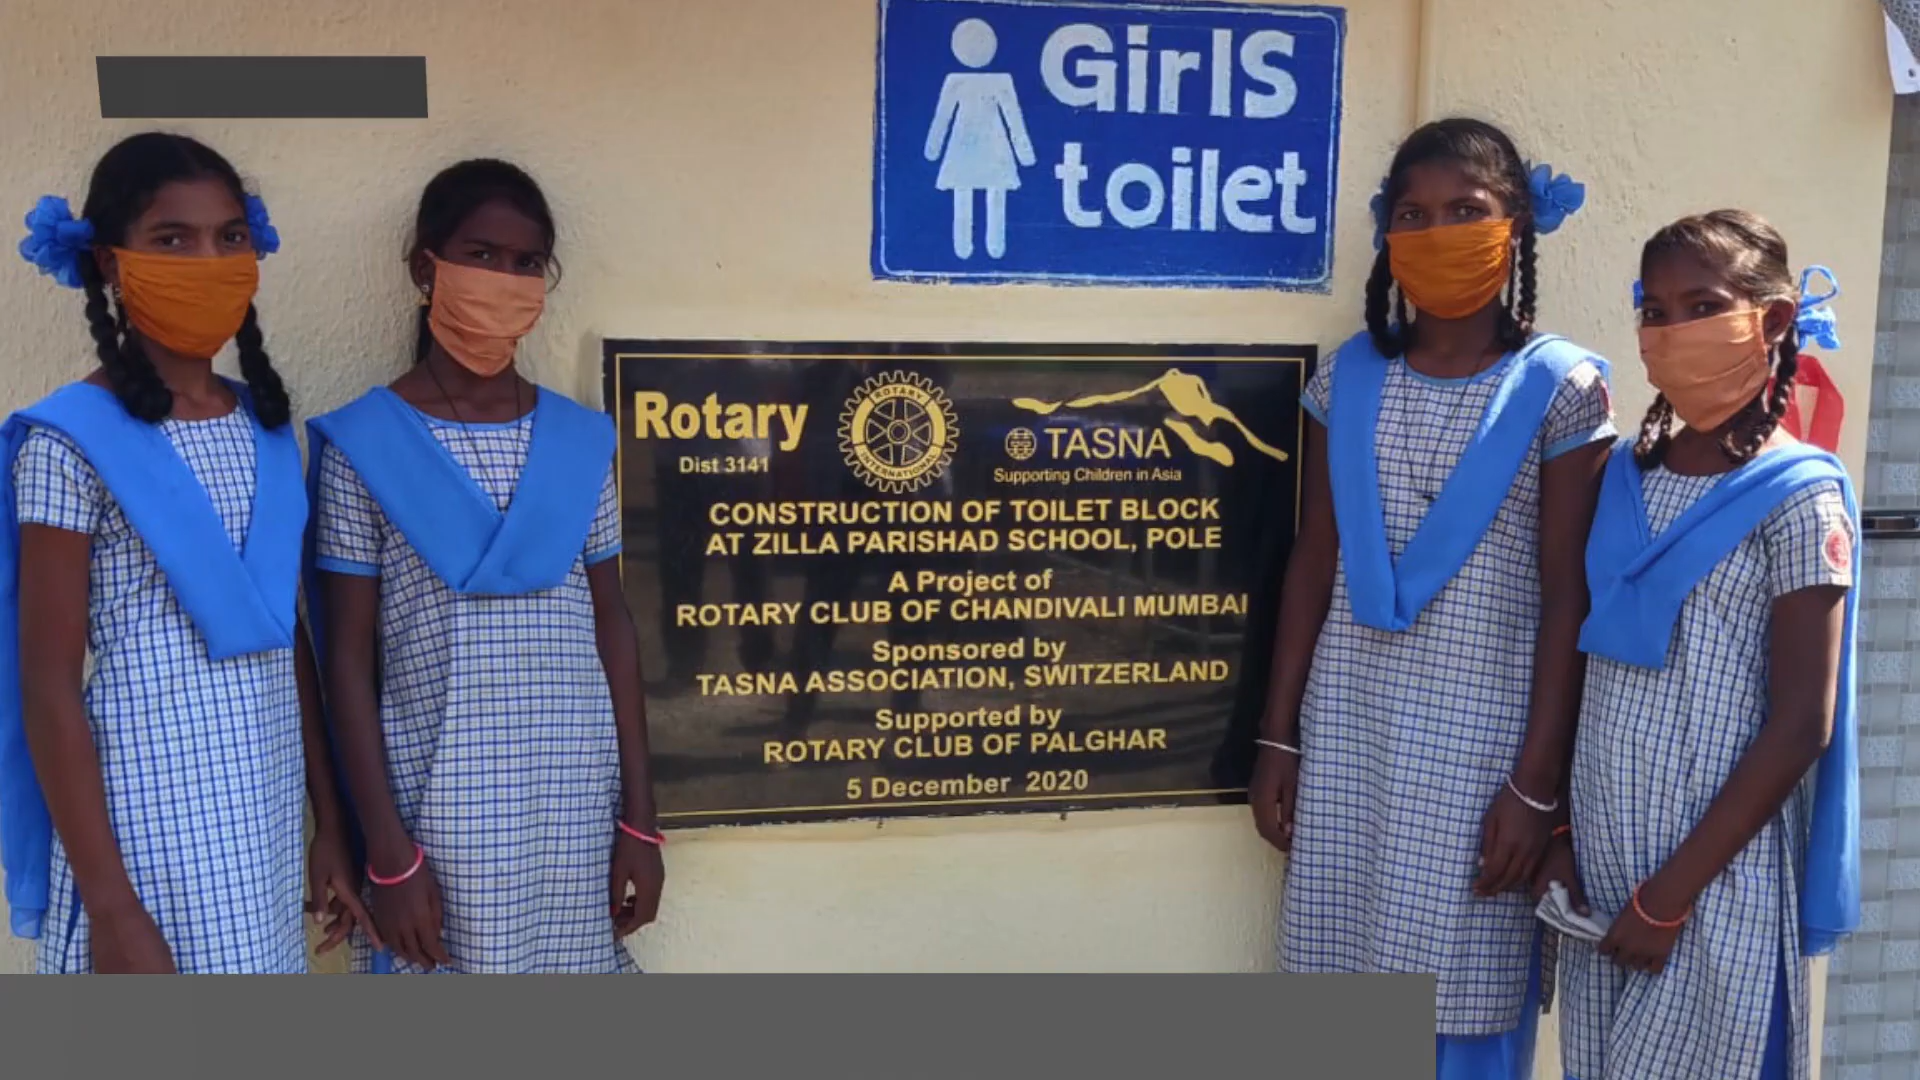 GirlS
toilet
Rotary
Dist 3141
ROTARY
INTERNATIONAL
TASNA
Supporting Children in Asia
CONSTRUCTION OF TOILET BLOCK
AT ZILLA PARISHAD SCHOOL, POLE
A Project of
ROTARY CLUB OF CHANDIVALI MUMBAI
Sponsored by
TASNA ASSOCIATION, SWITZERLAND
Supported by
ROTARY CLUB OF PALGHAR
5 December 2020